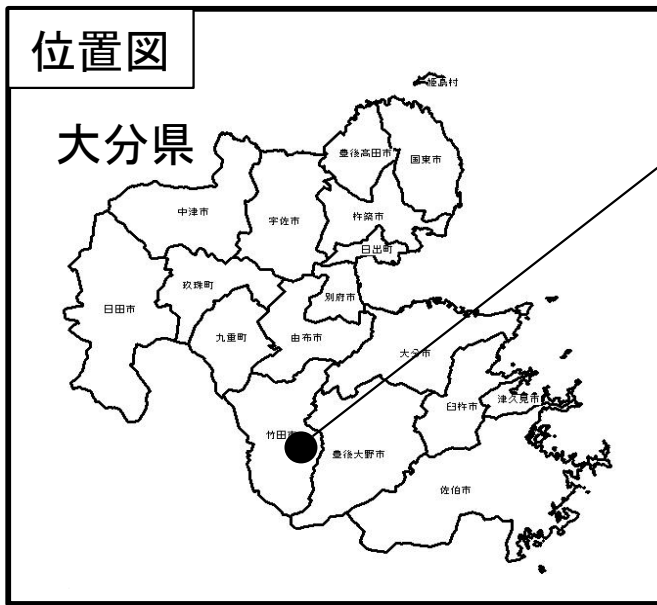 位置図
大分県
姫島村
豊後高田市
国東市
中津市
宇佐市
杵築市
日出町
玖珠町
別府市
日田市
九重町
由布市
大分市
臼杵市
津久見市
竹田市
豊後大野市
佐伯市